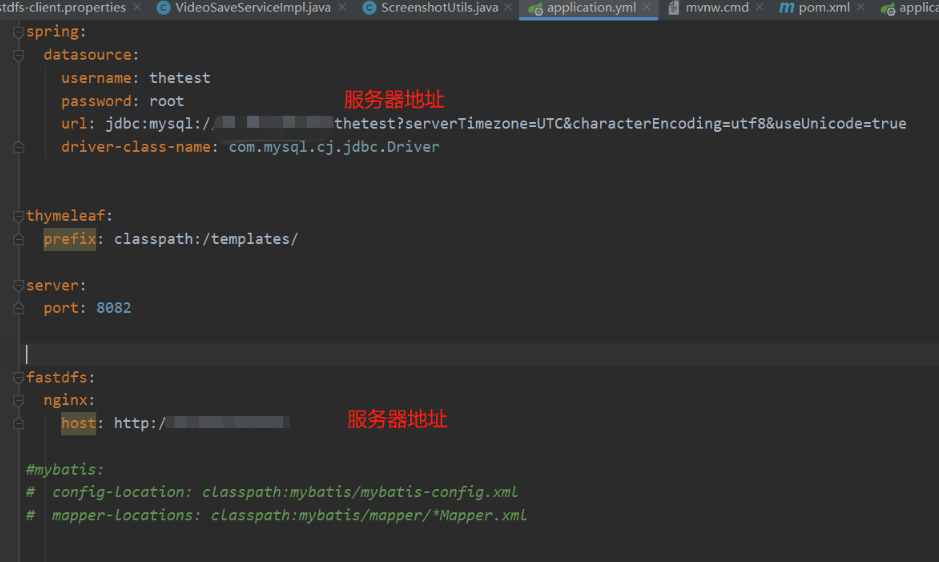 stdfs-client.properties VideoSaveServiceImpl.java ScreenshotUtils.java application.yml mvnw.cmd pom.xml applica
spring:
datasource:
username: thetest
password: root
服务器地址
url: jdbc:mysql:/thetest?serverTimezone=UTC&characterEncoding=utf8&useUnicode=true
driver-class-name: com.mysql.cj.jdbc.Driver
thymeleaf:
prefix: classpath:/templates/
server:
port: 8082
fastdfs:
nginx:
host: http:/
服务器地址
#mybatis:
#  config-location: classpath:mybatis/mybatis-config.xml
#  mapper-locations: classpath:mybatis/mapper/*Mapper.xml